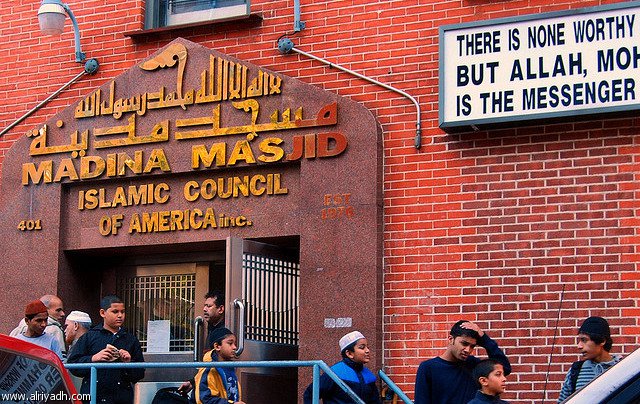 لا اله الا الله محمد رسول الله
مسجد مدينة
MADINA MASJID
ISLAMIC COUNCIL
OF AMERICA inc.
401
EST
THERE IS NONE WORTHY
BUT ALLAH, MOH
IS THE MESSENGER
www.alriyadh.com